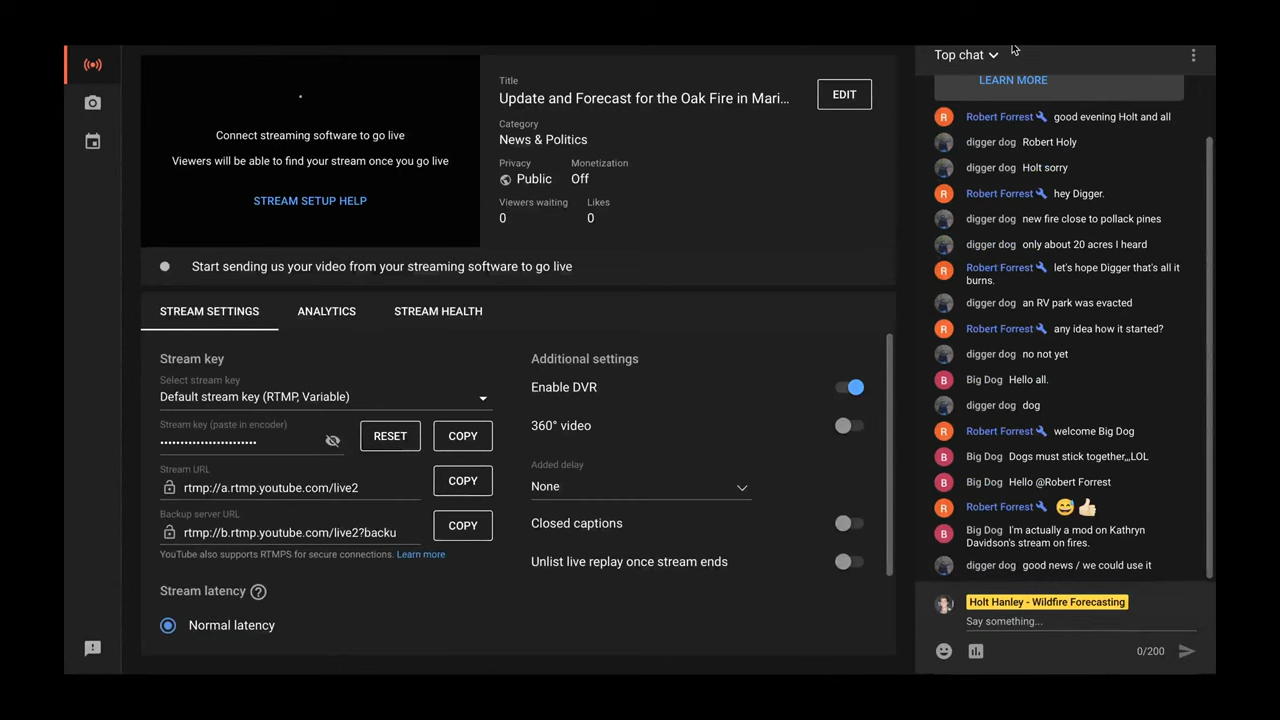 Connect streaming software to go live
Viewers will be able to find your stream once you go live
STREAM SETUP HELP
Title
Update and Forecast for the Oak Fire in Mari...
EDIT
Category
News & Politics
Privacy
Monetization
Public
Off
Viewers waiting
Likes
0
0
Start sending us your video from your streaming software to go live
STREAM SETTINGS
ANALYTICS
STREAM HEALTH
Stream key
Select stream key
Default stream key (RTMP, Variable)
Stream key (paste in encoder)
••••••••••••••••••••••••
RESET
COPY
Stream URL
rtmp://a.rtmp.youtube.com/live2
COPY
Backup server URL
rtmp://b.rtmp.youtube.com/live2?backu
COPY
YouTube also supports RTMPS for secure connections. Learn more
Stream latency
Normal latency
Additional settings
Enable DVR
360° video
Added delay
None
Closed captions
Unlist live replay once stream ends
Top chat
LEARN MORE
R Robert Forrest good evening Holt and all
digger dog Robert Holy
digger dog Holt sorry
R Robert Forrest hey Digger.
digger dog new fire close to pollack pines
digger dog only about 20 acres I heard
R Robert Forrest let's hope Digger that's all it
burns.
digger dog an RV park was evacted
R Robert Forrest any idea how it started?
digger dog no not yet
B Big Dog Hello all.
digger dog dog
R Robert Forrest welcome Big Dog
B Big Dog Dogs must stick together,,,LOL
B Big Dog Hello @Robert Forrest
R Robert Forrest 😅👍🏻
B Big Dog I'm actually a mod on Kathryn
Davidson's stream on fires.
digger dog good news / we could use it
Holt Hanley - Wildfire Forecasting
Say something...
0/200